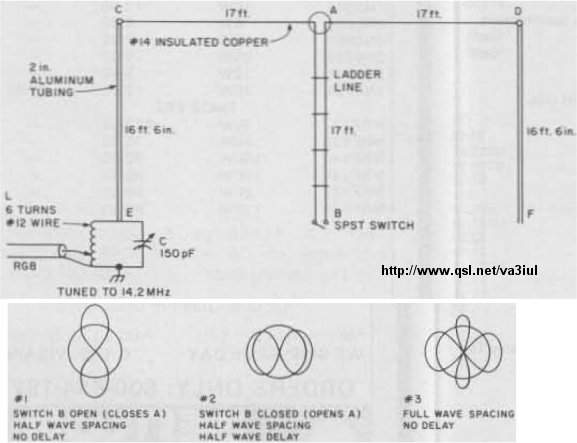 C 17 ft. A 17 ft. D
#14 INSULATED COPPER
2 in.
ALUMINUM
TUBING
LADDER
LINE
16 ft. 6 in. 17 ft. 16 ft. 6 in.
L
6 TURNS
#12 WIRE
E B F
SPST SWITCH
C
150 pF
RGB
http://www.qsl.net/va3iul
TUNED TO 14.2 MHz
#1
SWITCH B OPEN (CLOSES A)
HALF WAVE SPACING
NO DELAY
#2
SWITCH B CLOSED (OPENS A)
HALF WAVE SPACING
HALF WAVE DELAY
#3
FULL WAVE SPACING
NO DELAY